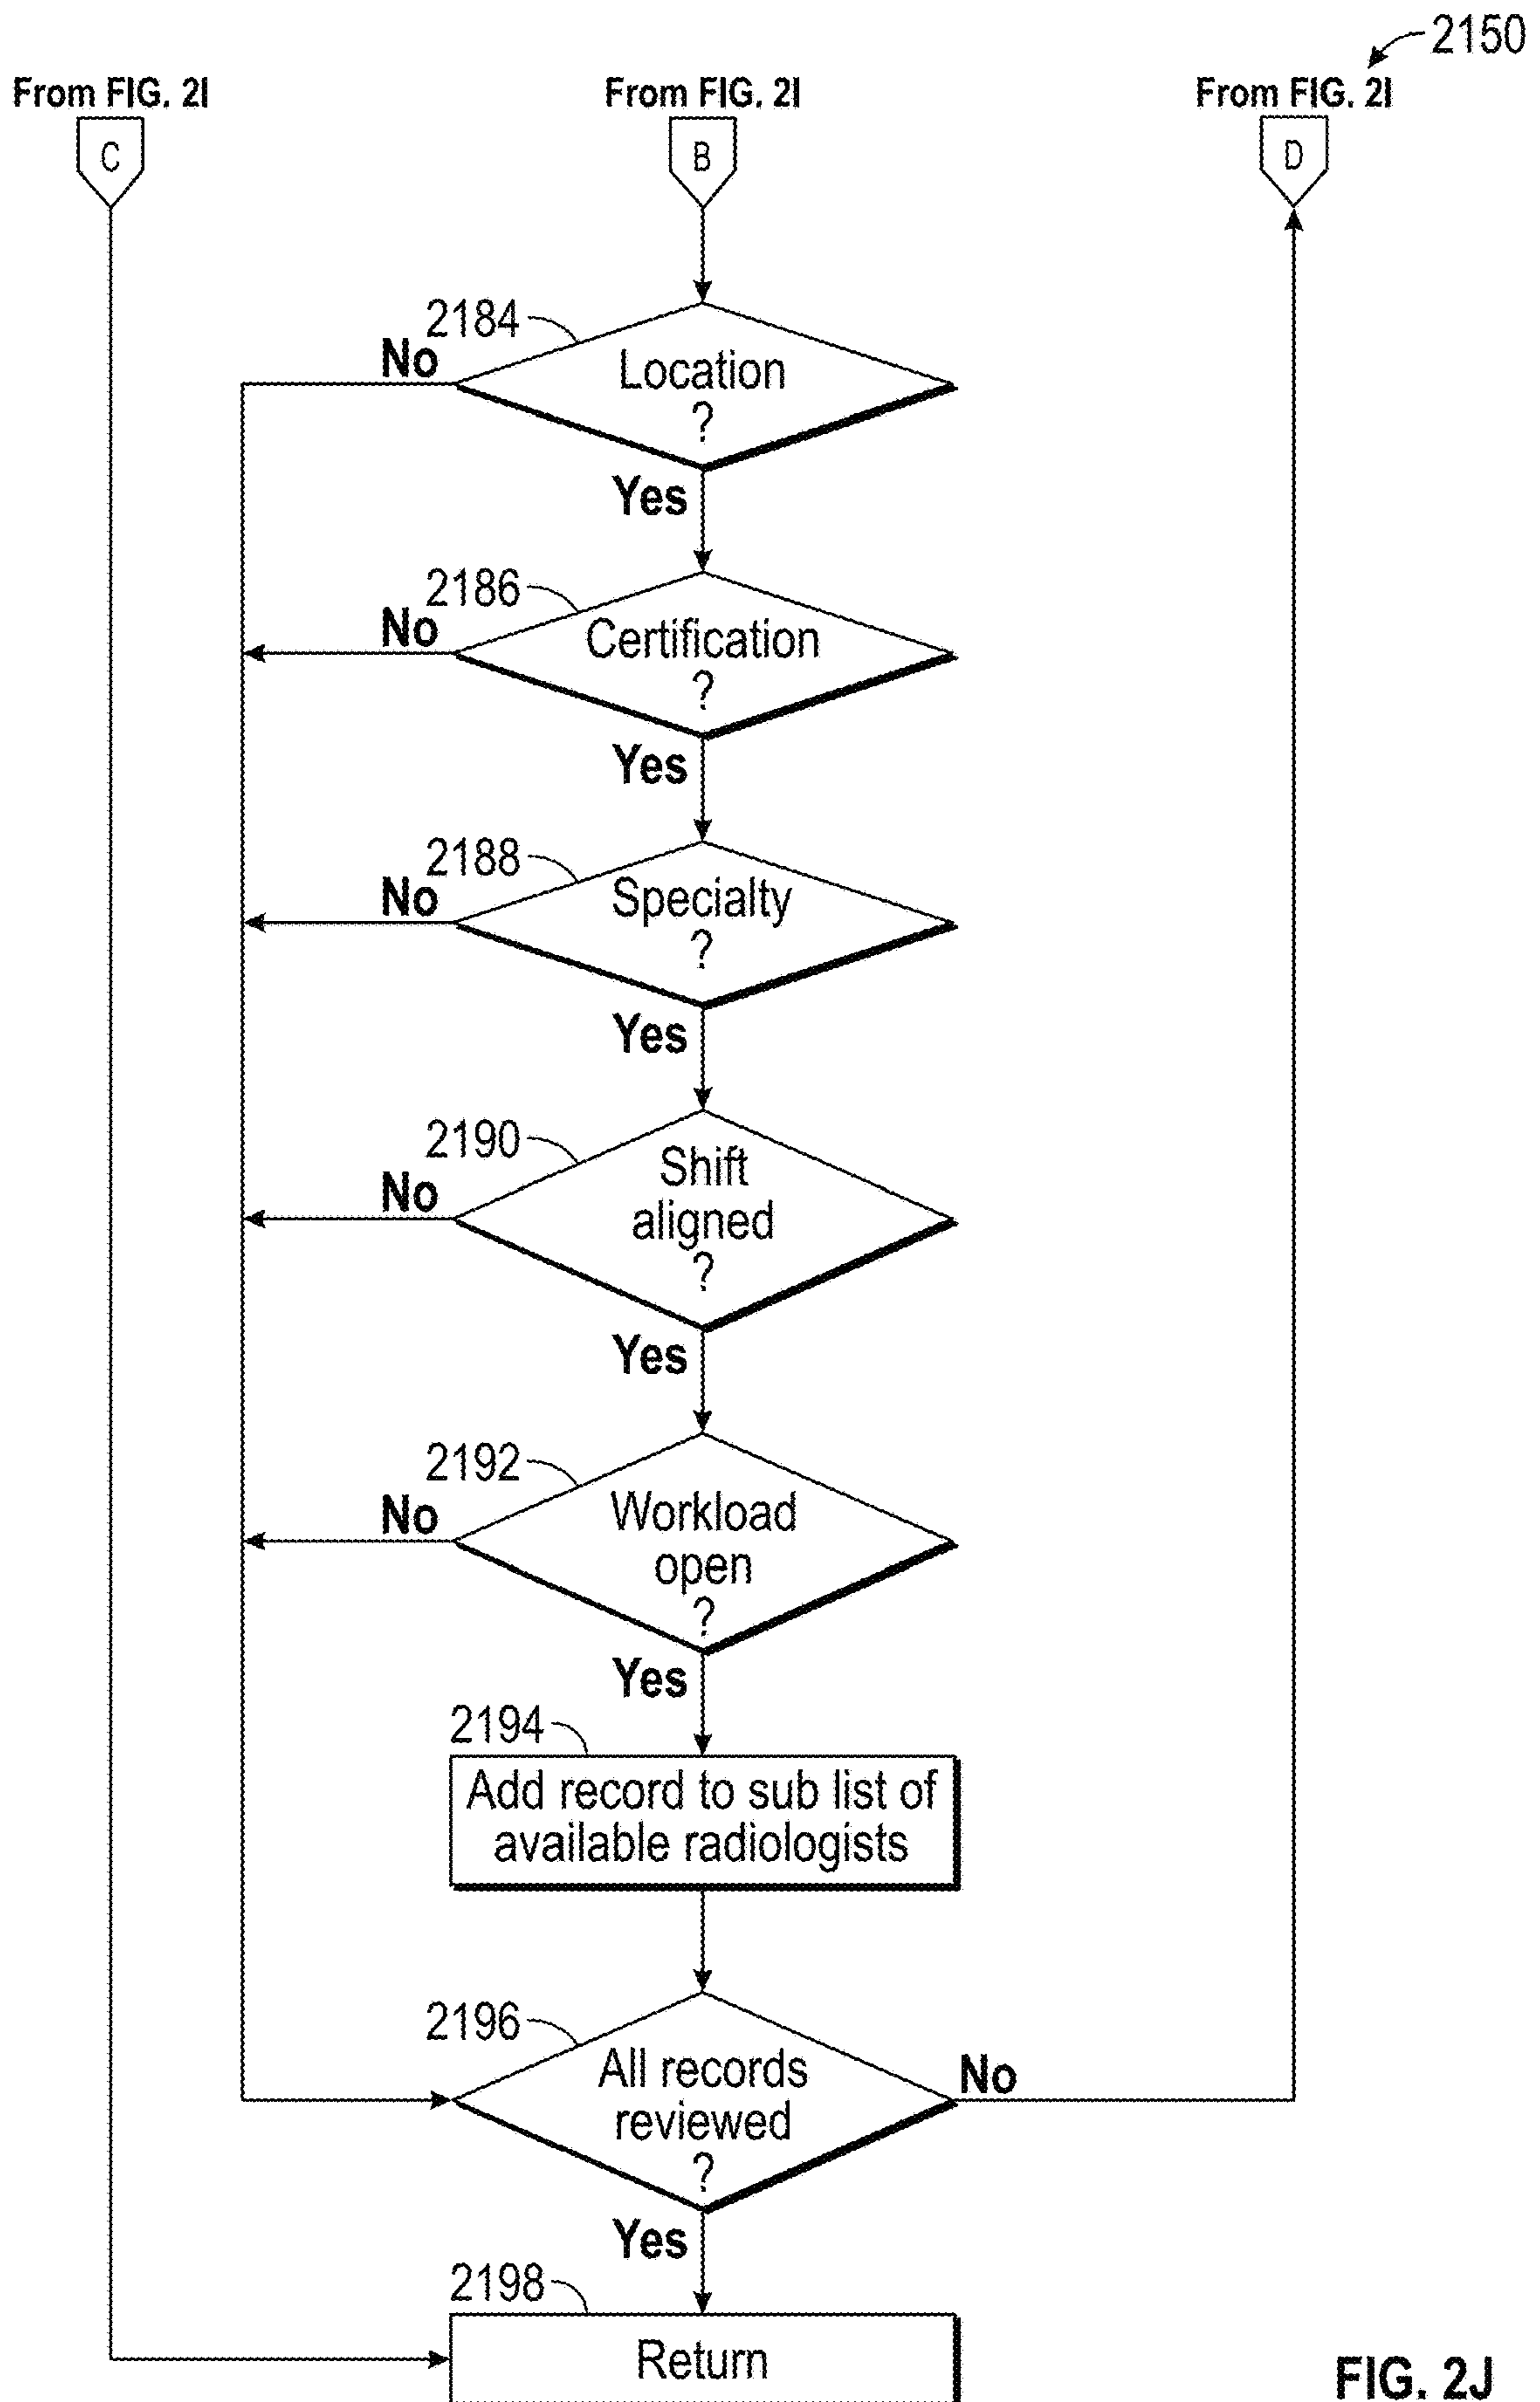 2150
From FIG. 2I
From FIG. 2I
From FIG. 2I
C
B
D
2184
No
Location
?
Yes
2186
No
Certification
?
Yes
2188
No
Specialty
?
Yes
2190
No
Shift
aligned
?
Yes
2192
No
Workload
open
?
Yes
2194
Add record to sub list of
available radiologists
2196
All records
reviewed
?
No
Yes
2198
Return
FIG. 2J